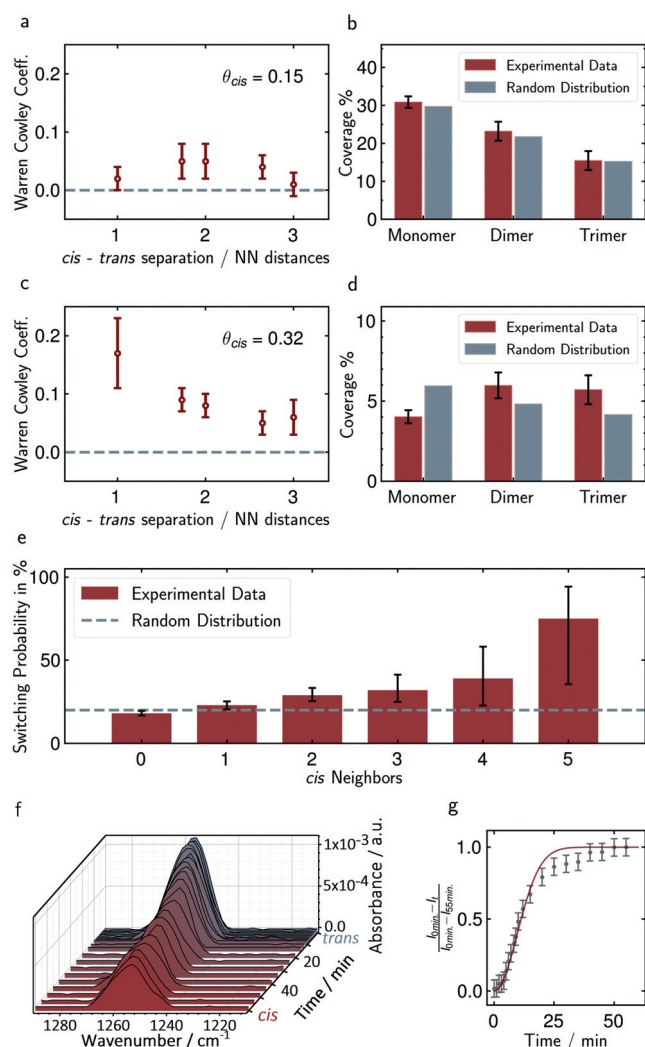 a
Warren Cowley Coeff.
0.2
0.1
0.0
θcis = 0.15
1 2 3
cis - trans separation / NN distances
b
Coverage %
50
40
30
20
10
0
Experimental Data
Random Distribution
Monomer Dimer Trimer
c
Warren Cowley Coeff.
0.2
0.1
0.0
θcis = 0.32
1 2 3
cis - trans separation / NN distances
d
Coverage %
10
5
0
Experimental Data
Random Distribution
Monomer Dimer Trimer
e
Switching Probability in %
100
50
0
Experimental Data
Random Distribution
0 1 2 3 4 5
cis Neighbors
f
1x10⁻³
5x10⁻⁴
0.0
Absorbance / a.u.
trans
20
40
Time / min
cis
1280 1260 1240 1220
Wavenumber / cm⁻¹
g
I0min. − It
I0min. − I55min.
1.0
0.5
0.0
0 20 40
Time / min